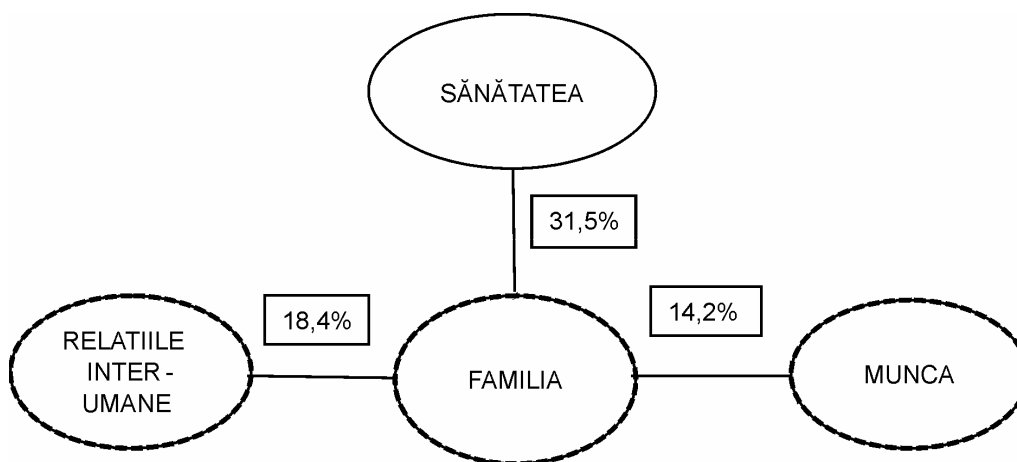 SĂNĂTATEA
31,5%
18,4%
14,2%
RELATIILE
INTER -
UMANE
FAMILIA
MUNCA